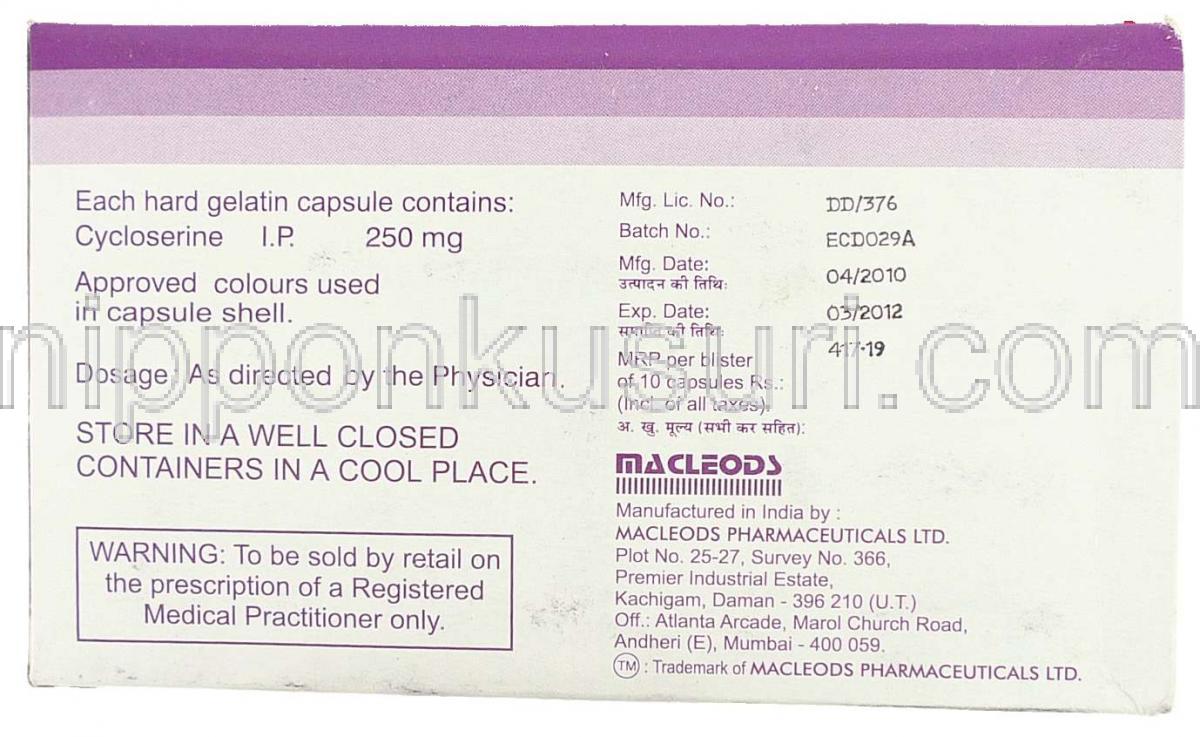 Each hard gelatin capsule contains:
Cycloserine I.P. 250 mg
Approved colours used
in capsule shell.
Dosage: As directed by the Physician.
STORE IN A WELL CLOSED
CONTAINERS IN A COOL PLACE.
WARNING: To be sold by retail on
the prescription of a Registered
Medical Practitioner only.
Mfg. Lic. No.: DD/376
Batch No.: ECD029A
Mfg. Date: 04/2010
उत्पादन की तिथि:
Exp. Date: 03/2012
समाप्ति की तिथि:
MRP per blister 417.19
of 10 capsules Rs.:
(Incl. of all taxes).
अ. खु. मूल्य (सभी कर सहित):
MACLEODS
Manufactured in India by :
MACLEODS PHARMACEUTICALS LTD.
Plot No. 25-27, Survey No. 366,
Premier Industrial Estate,
Kachigam, Daman - 396 210 (U.T.)
Off.: Atlanta Arcade, Marol Church Road,
Andheri (E), Mumbai - 400 059.
TM : Trademark of MACLEODS PHARMACEUTICALS LTD.
nipponkusuri.com